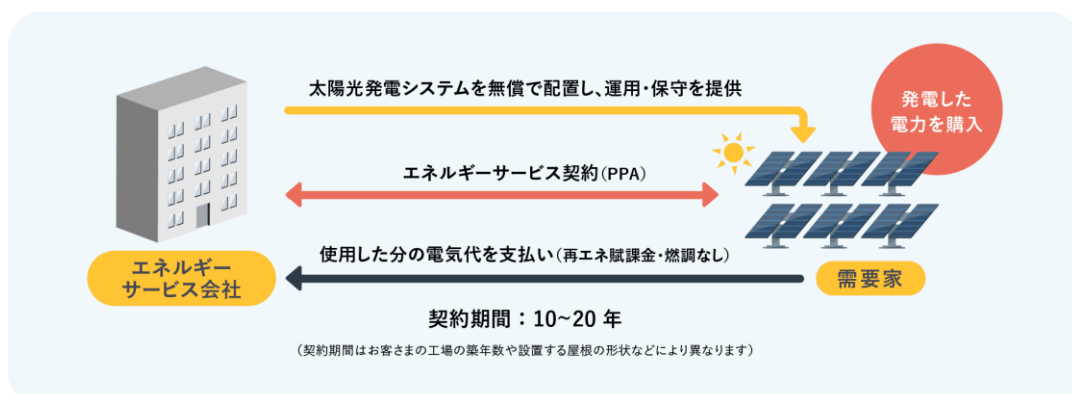 太陽光発電システムを無償で配置し、運用・保守を提供
発電した
電力を購入
エネルギーサービス契約(PPA)
使用した分の電気代を支払い(再エネ賦課金・燃調なし)
エネルギー
サービス会社
需要家
契約期間：10~20 年
(契約期間はお客さまの工場の築年数や設置する屋根の形状などにより異なります)